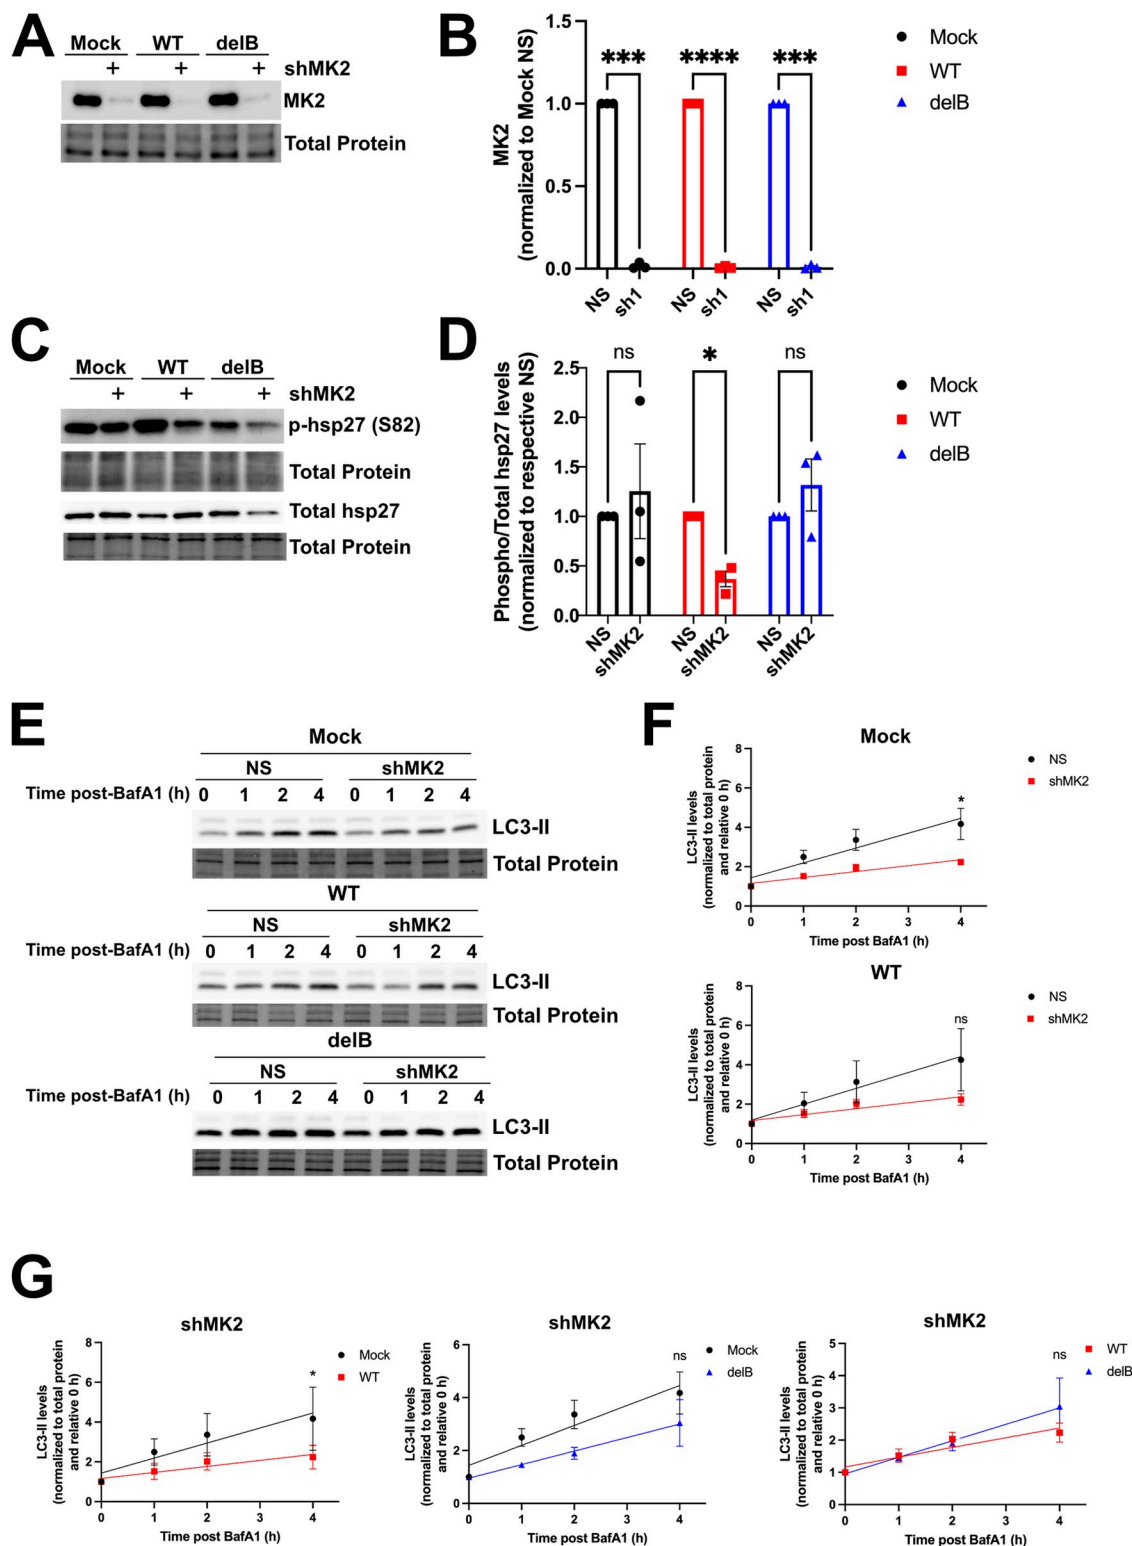 A
Mock WT delB
+ + + shMK2
MK2
Total Protein
B
MK2
(normalized to Mock NS)
1.5
1.0
0.5
0.0
*** **** ***
NS sh1 NS sh1 NS sh1
Mock
WT
delB
C
Mock WT delB
+ + + shMK2
p-hsp27 (S82)
Total Protein
Total hsp27
Total Protein
D
Phospho/Total hsp27 levels
(normalized to respective NS)
2.5
2.0
1.5
1.0
0.5
0.0
ns * ns
NS shMK2 NS shMK2 NS shMK2
Mock
WT
delB
E
Mock
NS shMK2
Time post-BafA1 (h) 0 1 2 4 0 1 2 4
LC3-II
Total Protein
WT
NS shMK2
Time post-BafA1 (h) 0 1 2 4 0 1 2 4
LC3-II
Total Protein
delB
NS shMK2
Time post-BafA1 (h) 0 1 2 4 0 1 2 4
LC3-II
Total Protein
F
Mock
LC3-II levels
(normalized to total protein
and relative 0 h)
8
6
4
2
0
*
0 1 2 3 4
Time post BafA1 (h)
NS
shMK2
WT
LC3-II levels
(normalized to total protein
and relative 0 h)
8
6
4
2
0
ns
0 1 2 3 4
Time post BafA1 (h)
NS
shMK2
G
shMK2
LC3-II levels
(normalized to total protein
and relative 0 h)
8
6
4
2
0
*
0 1 2 3 4
Time post BafA1 (h)
Mock
WT
shMK2
LC3-II levels
(normalized to total protein
and relative 0 h)
6
4
2
0
ns
0 1 2 3 4
Time post BafA1 (h)
Mock
delB
shMK2
LC3-II levels
(normalized to total protein
and relative 0 h)
5
4
3
2
1
0
ns
0 1 2 3 4
Time post BafA1 (h)
WT
delB